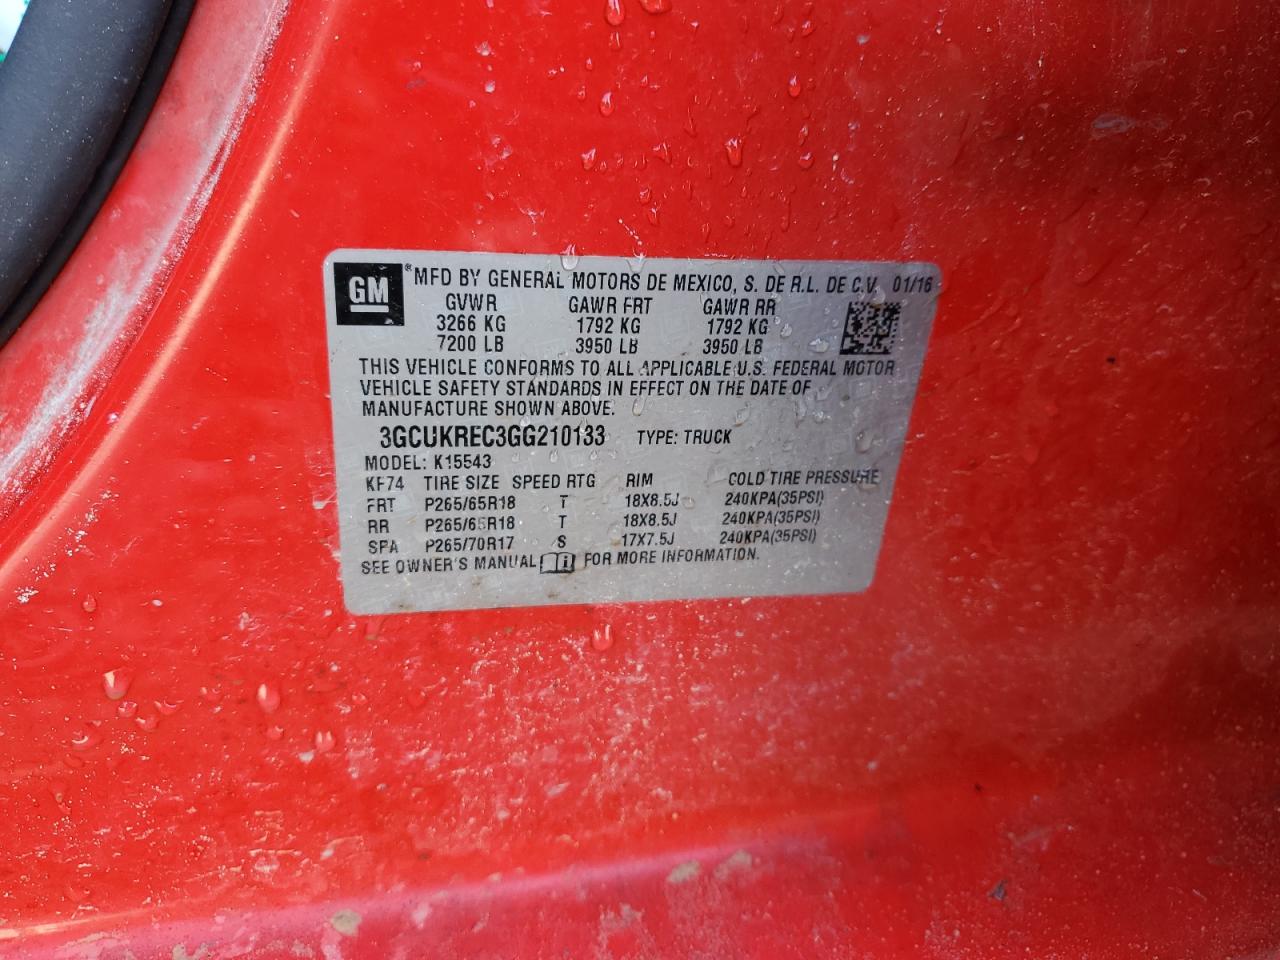 GM ® MFD BY GENERAL MOTORS DE MEXICO, S. DE R.L. DE C.V. 01/16
GVWR GAWR FRT GAWR RR
3266 KG 1792 KG 1792 KG
7200 LB 3950 LB 3950 LB
THIS VEHICLE CONFORMS TO ALL APPLICABLE U.S. FEDERAL MOTOR
VEHICLE SAFETY STANDARDS IN EFFECT ON THE DATE OF
MANUFACTURE SHOWN ABOVE.
3GCUKREC3GG210133 TYPE: TRUCK
MODEL: K15543
KF74 TIRE SIZE SPEED RTG RIM COLD TIRE PRESSURE
FRT P265/65R18 T 18X8.5J 240KPA(35PSI)
RR P265/65R18 T 18X8.5J 240KPA(35PSI)
SPA P265/70R17 S 17X7.5J 240KPA(35PSI)
SEE OWNER'S MANUAL i FOR MORE INFORMATION.